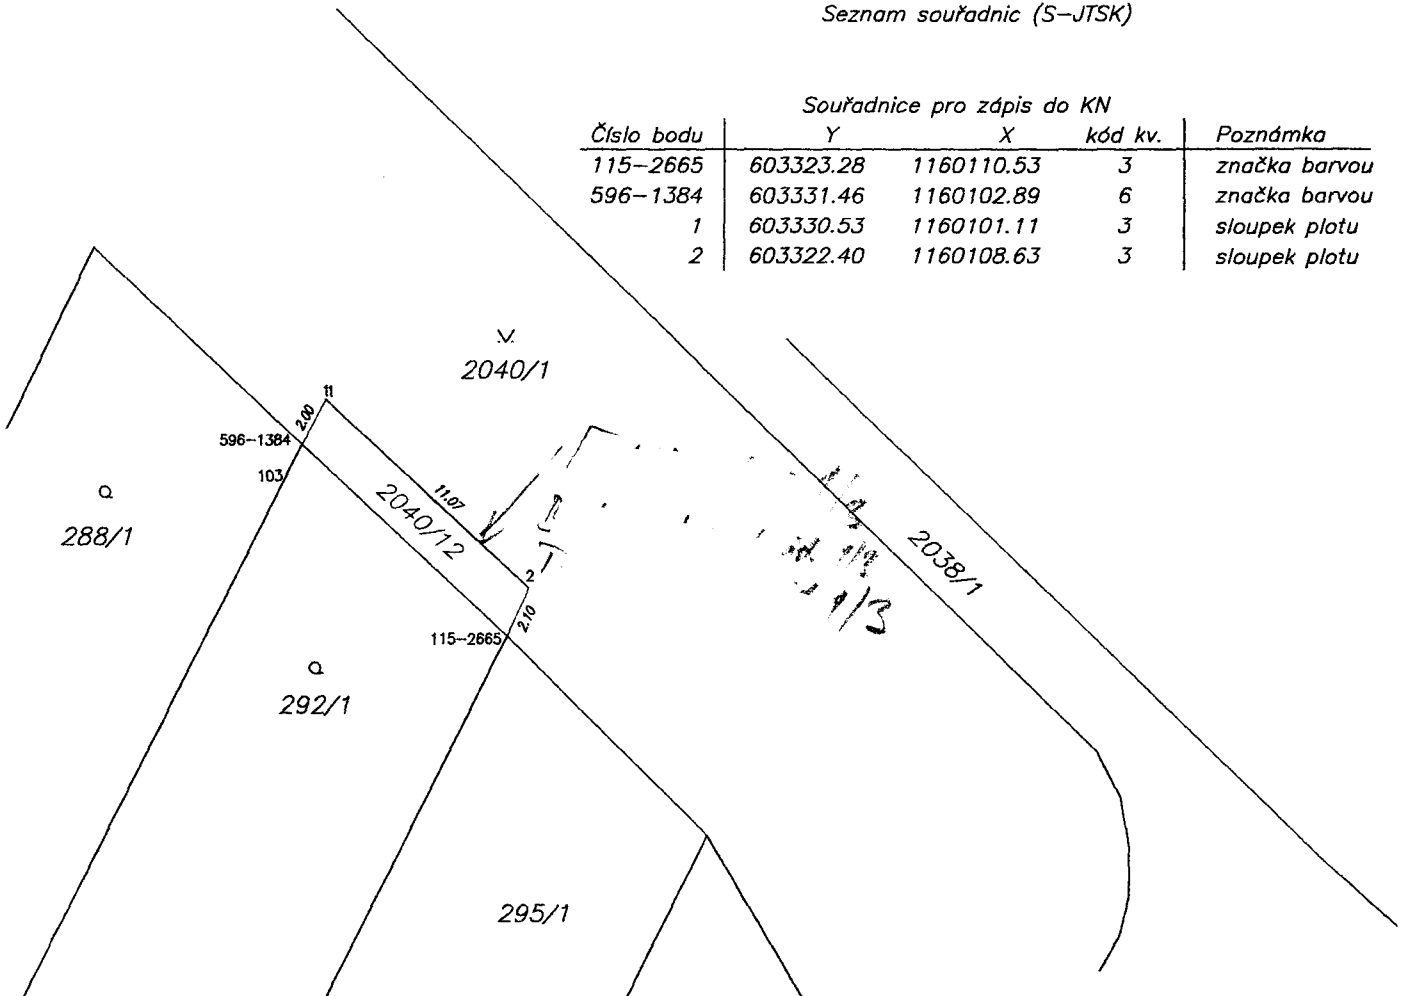 Seznam souřadnic (S-JTSK)
Souřadnice pro zápis do KN
Číslo bodu Y X kód kv. Poznámka
115-2665 603323.28 1160110.53 3 značka barvou
596-1384 603331.46 1160102.89 6 značka barvou
1 603330.53 1160101.11 3 sloupek plotu
2 603322.40 1160108.63 3 sloupek plotu
2040/1
11
2.00
596-1384
103
11.07
2040/12
288/1
2038/1
2
2.10
115-2665
292/1
295/1